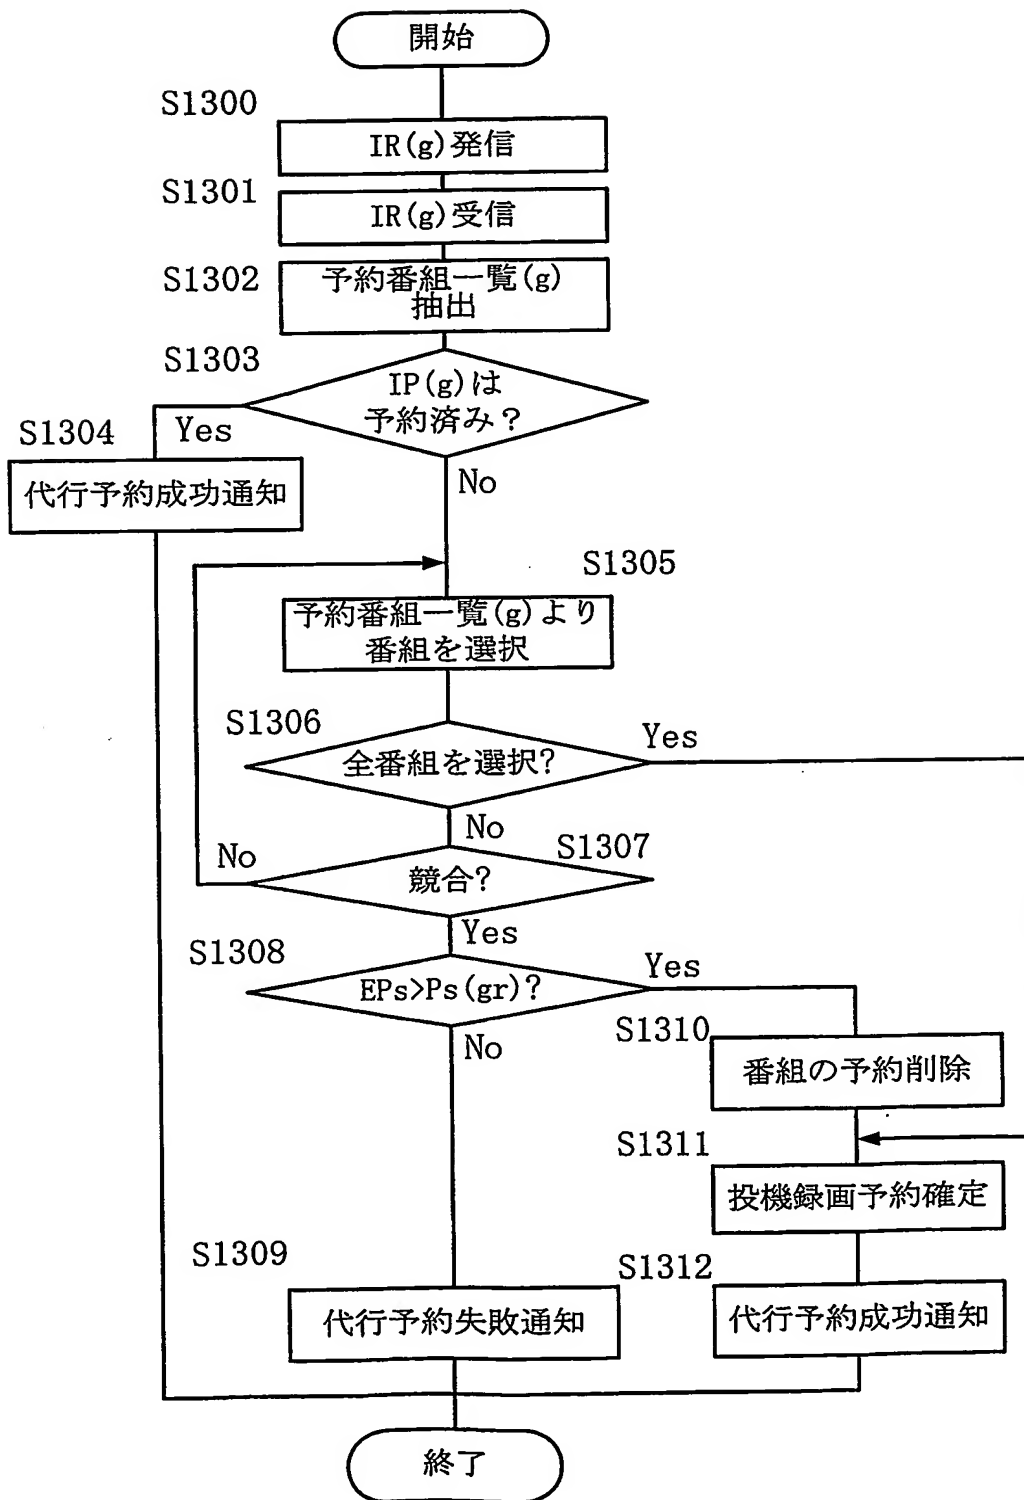 開始
S1300
IR(g)発信
S1301
IR(g)受信
S1302
予約番組一覧(g)
抽出
S1303
IP(g)は
予約済み?
S1304
Yes
代行予約成功通知
No
S1305
予約番組一覧(g)より
番組を選択
S1306
全番組を選択?
Yes
No
S1307
競合?
No
Yes
S1308
EPs>Ps(gr)?
Yes
No
S1310
番組の予約削除
S1311
投機録画予約確定
S1309
代行予約失敗通知
S1312
代行予約成功通知
終了